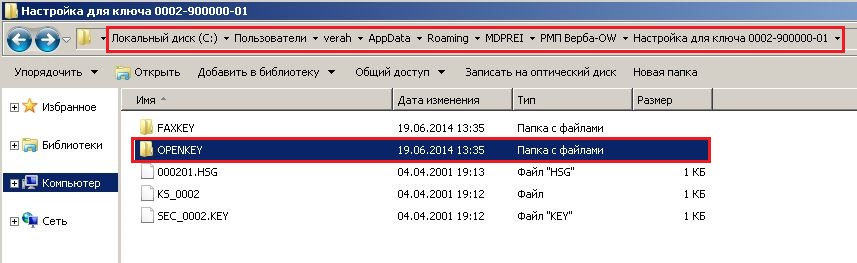 Настройка для ключа 0002-900000-01
Локальный диск (C:) Пользователи verah AppData Roaming MDPREI РМП Верба-OW Настройка для ключа 0002-900000-01
Упорядочить Открыть Добавить в библиотеку Общий доступ Записать на оптический диск Новая папка
Избранное
Библиотеки
Компьютер
Сеть
Имя Дата изменения Тип Размер
FAXKEY 19.06.2014 13:35 Папка с файлами
OPENKEY 19.06.2014 13:35 Папка с файлами
000201.HSG 04.04.2001 19:13 Файл "HSG" 1 КБ
KS_0002 04.04.2001 19:12 Файл 1 КБ
SEC_0002.KEY 04.04.2001 19:12 Файл "KEY" 1 КБ